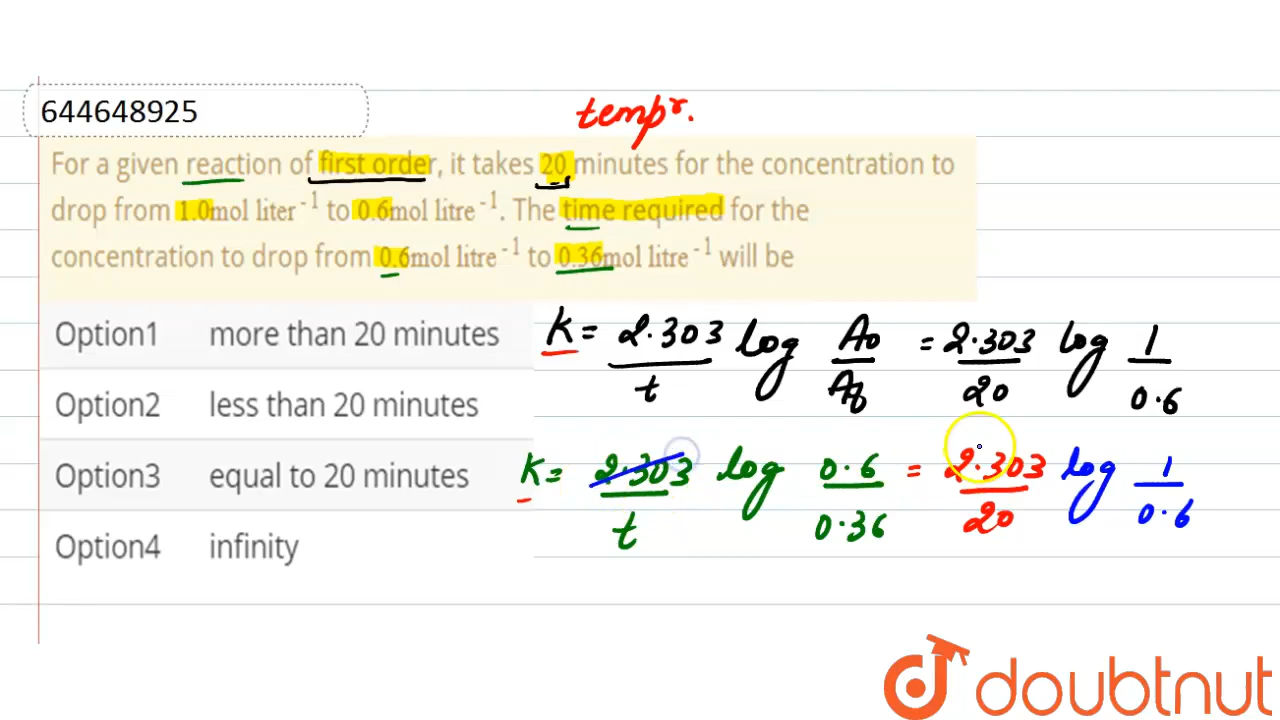 644648925
tempr.
For a given reaction of first order, it takes 20 minutes for the concentration to
drop from 1.0mol liter⁻¹ to 0.6mol litre⁻¹. The time required for the
concentration to drop from 0.6mol litre⁻¹ to 0.36mol litre⁻¹ will be
Option1 more than 20 minutes
Option2 less than 20 minutes
Option3 equal to 20 minutes
Option4 infinity
K = 2.303/t log A₀/At = 2.303/20 log 1/0.6
K = 2.303/t log 0.6/0.36 = 2.303/20 log 1/0.6
doubtnut